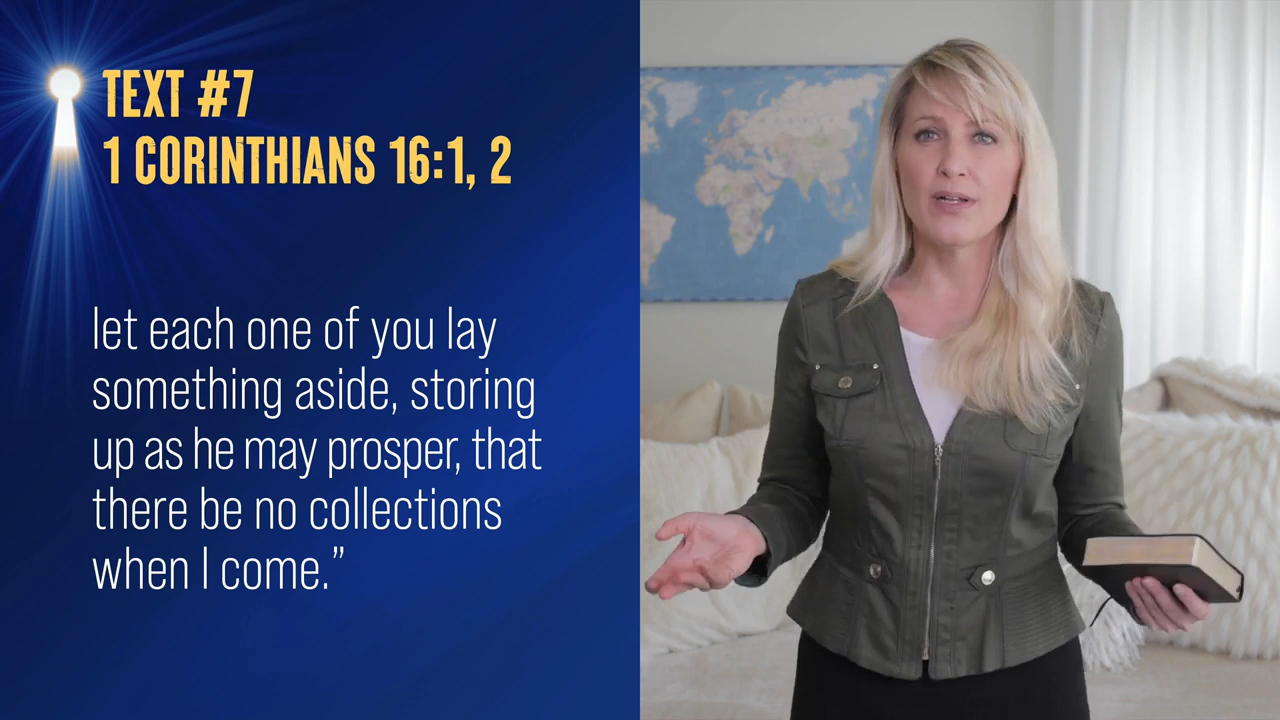 TEXT #7
1 CORINTHIANS 16:1, 2
let each one of you lay
something aside, storing
up as he may prosper, that
there be no collections
when I come.”